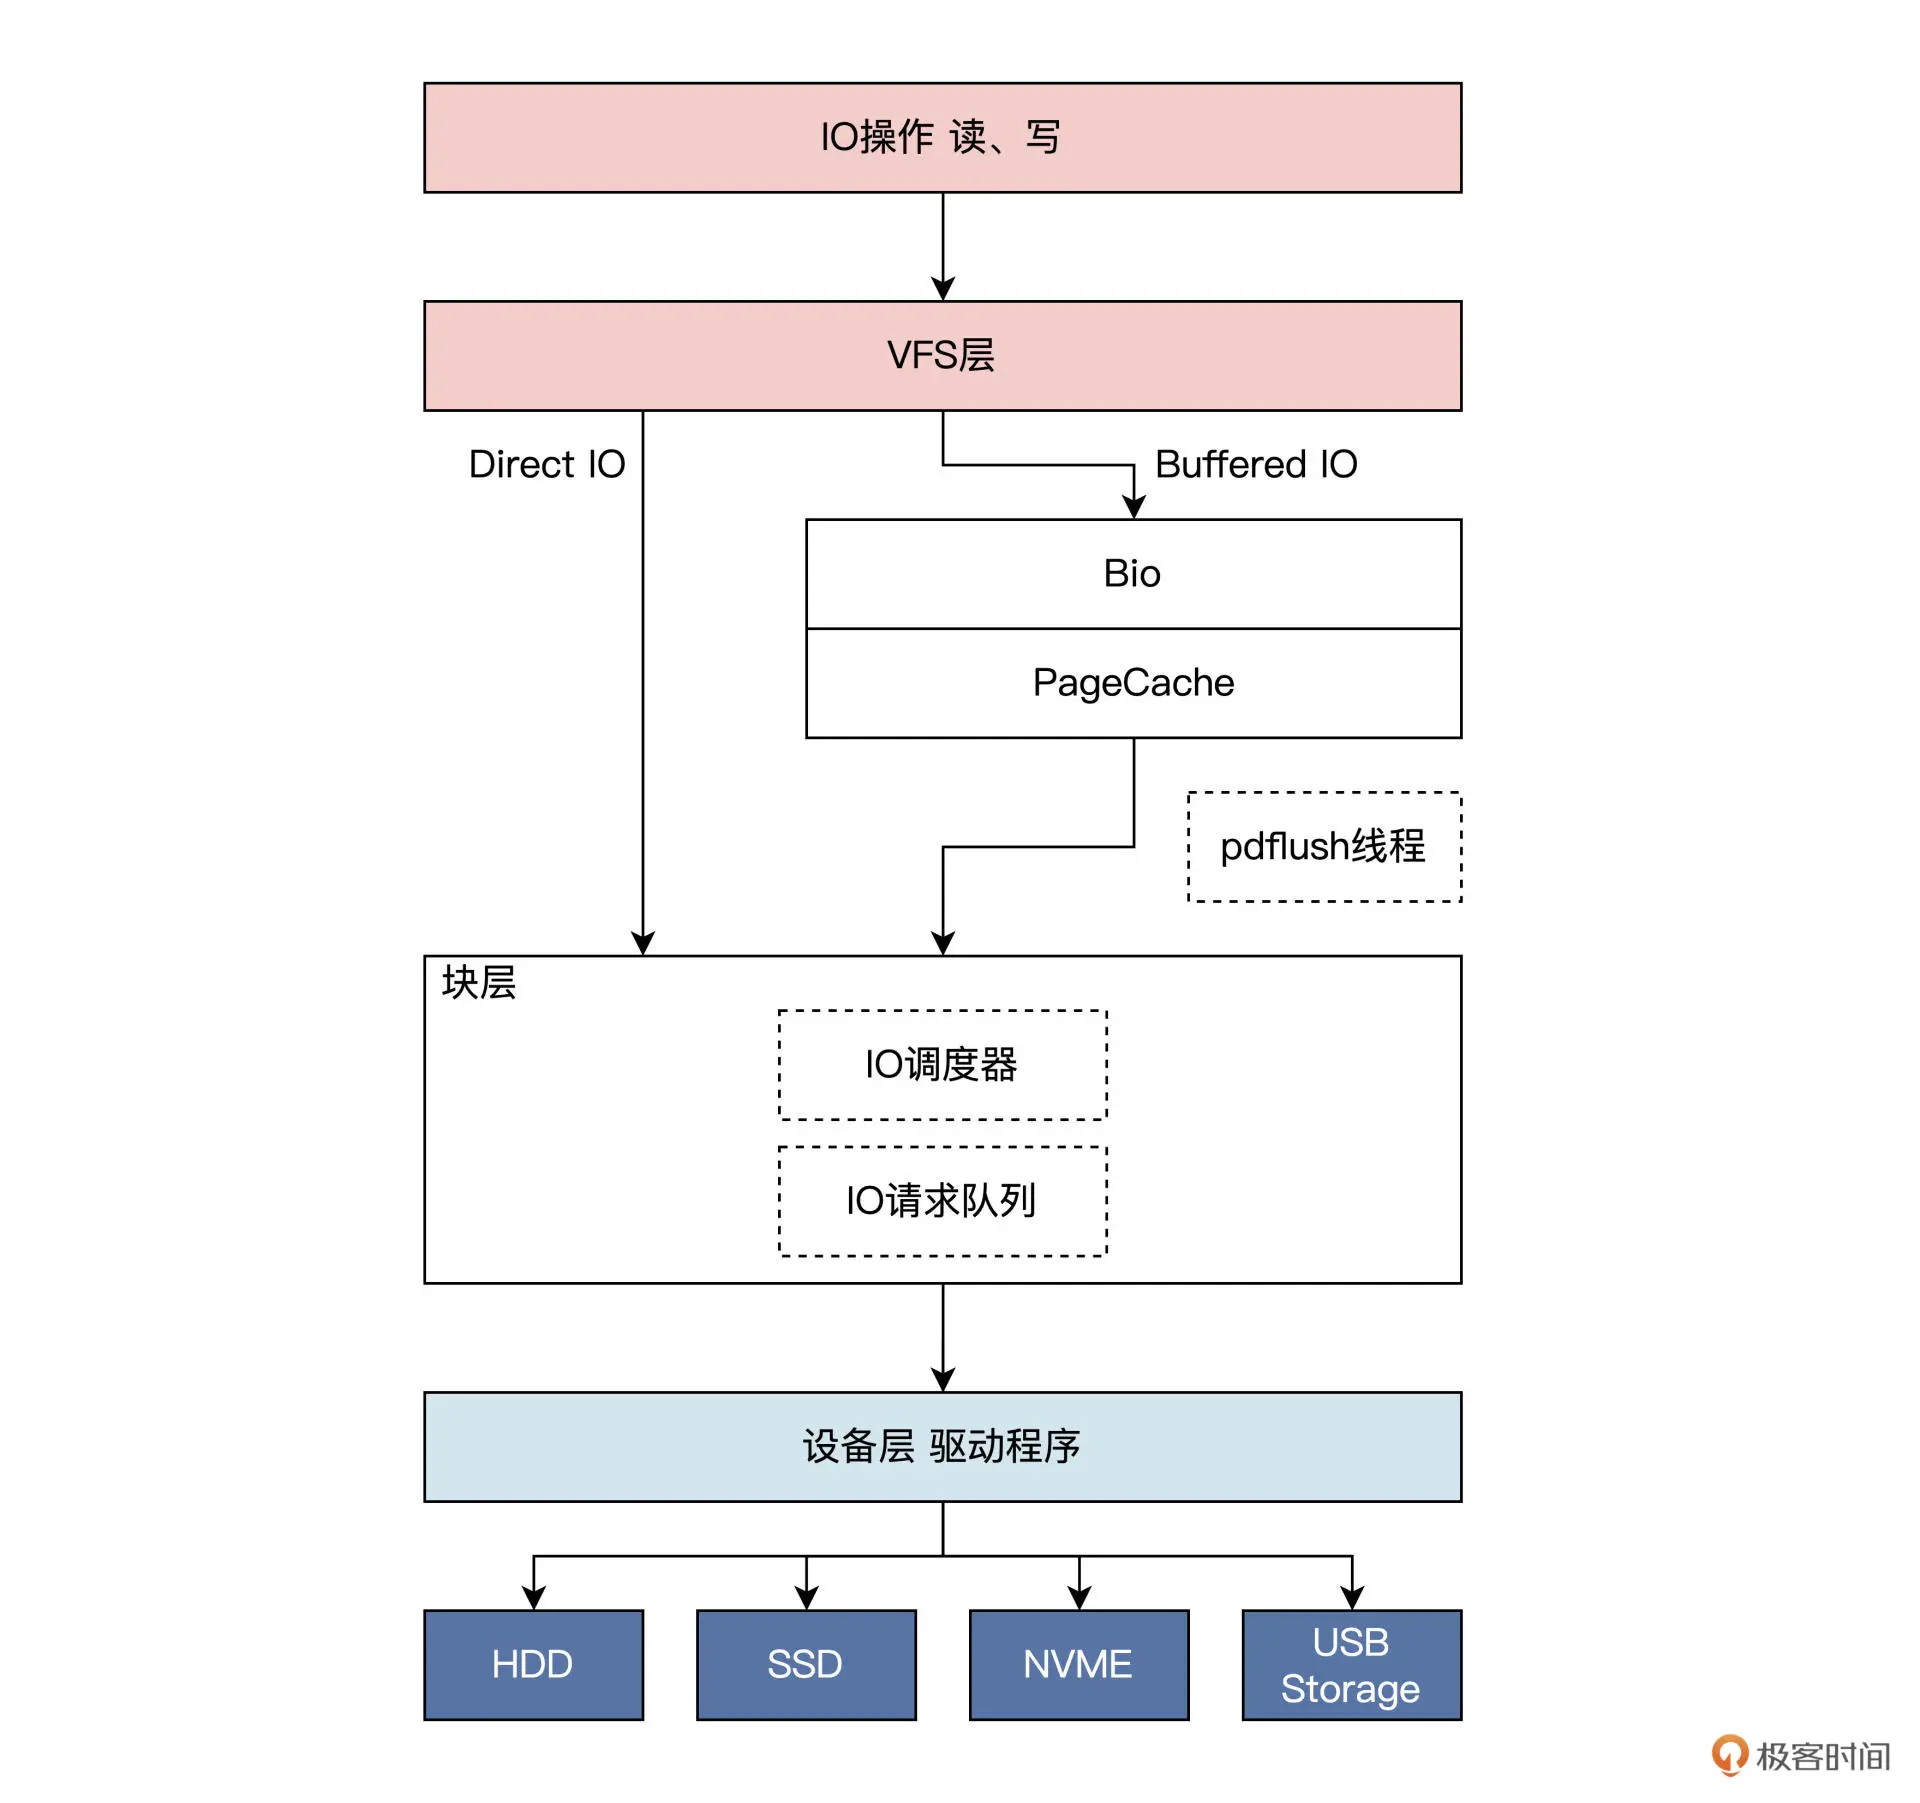 IO操作 读、写
VFS层
Direct IO
Buffered IO
Bio
PageCache
pdflush线程
块层
IO调度器
IO请求队列
设备层 驱动程序
HDD
SSD
NVME
USB
Storage
极客时间